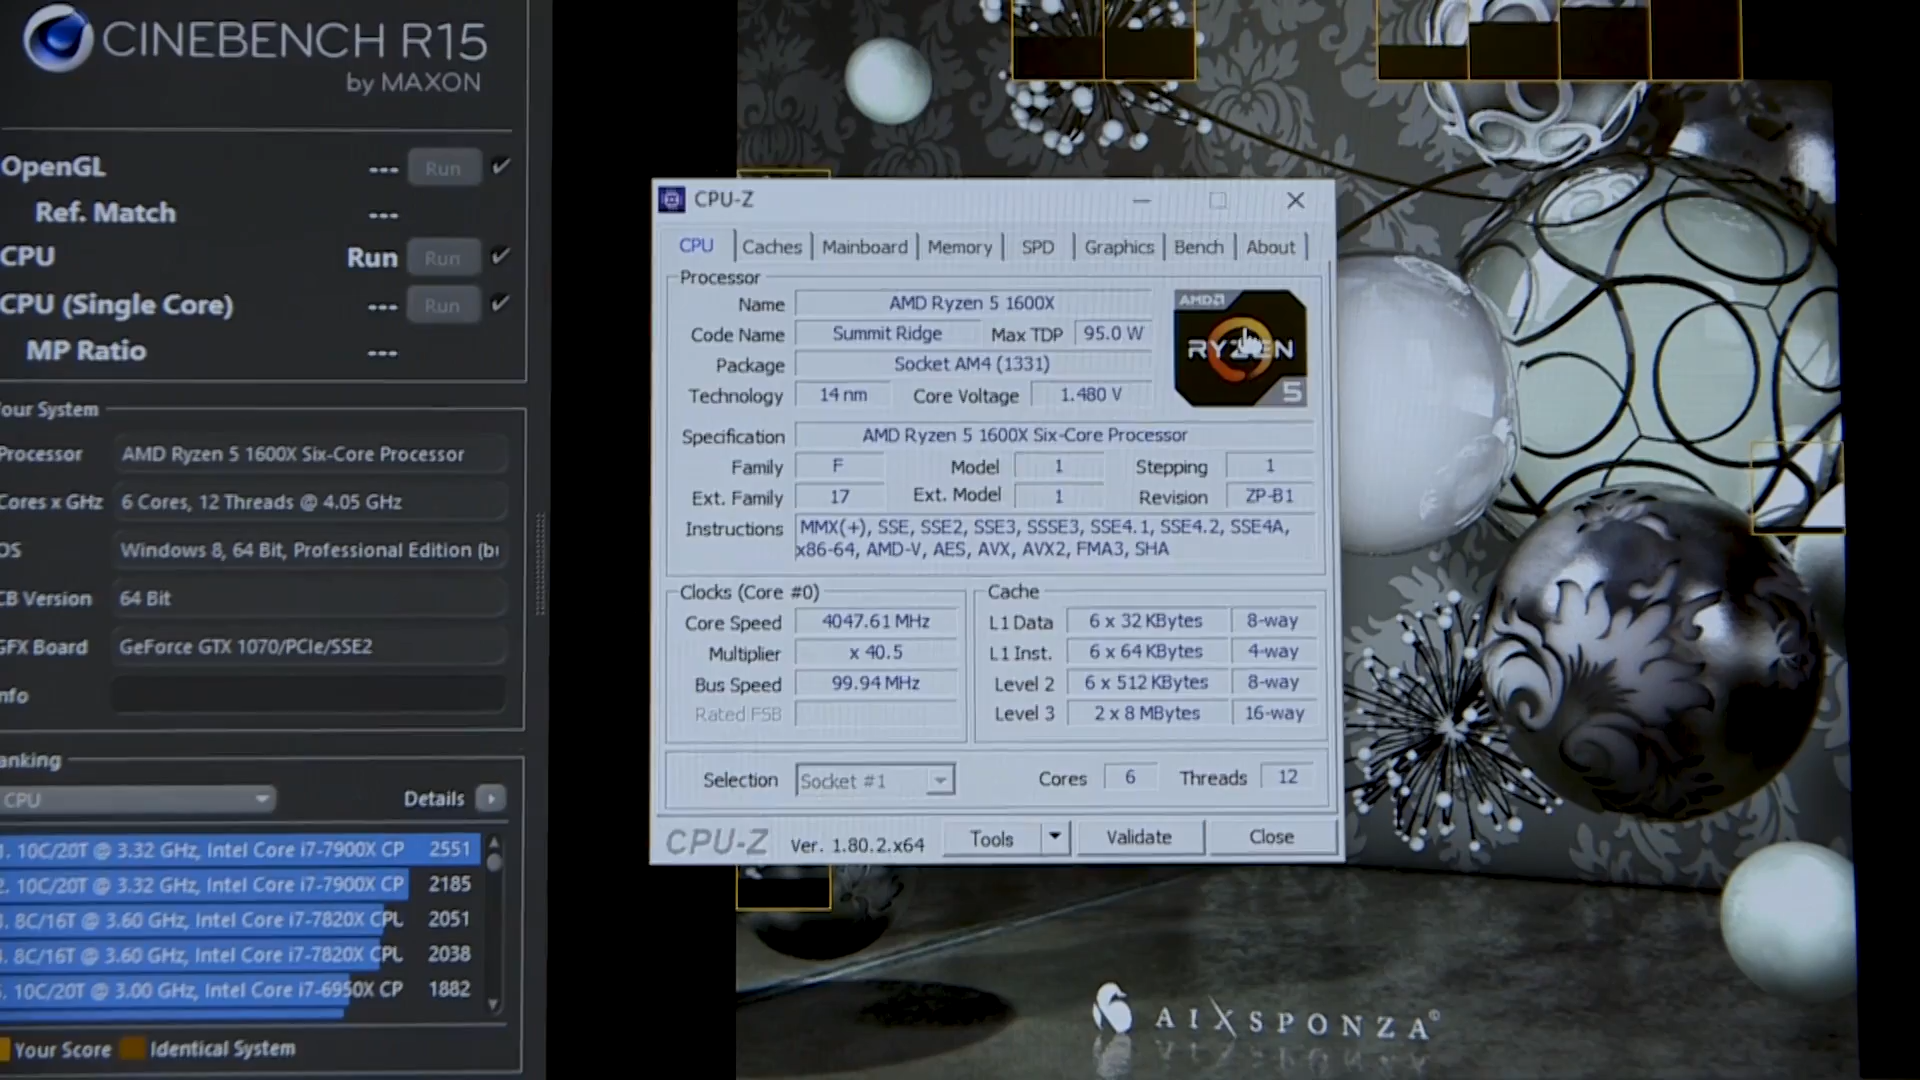 CINEBENCH R15
by MAXON
OpenGL --- Run
Ref. Match ---
CPU Run Run
CPU (Single Core) --- Run
MP Ratio ---
our System
Processor AMD Ryzen 5 1600X Six-Core Processor
Cores x GHz 6 Cores, 12 Threads @ 4.05 GHz
OS Windows 8, 64 Bit, Professional Edition (bu
CB Version 64 Bit
GFX Board GeForce GTX 1070/PCIe/SSE2
nfo
anking
CPU Details
1. 10C/20T @ 3.32 GHz, Intel Core i7-7900X CP 2551
2. 10C/20T @ 3.32 GHz, Intel Core i7-7900X CP 2185
. 8C/16T @ 3.60 GHz, Intel Core i7-7820X CPU 2051
. 8C/16T @ 3.60 GHz, Intel Core i7-7820X CPU 2038
. 10C/20T @ 3.00 GHz, Intel Core i7-6950X CP 1882
Your Score Identical System
CPU-Z
CPU Caches Mainboard Memory SPD Graphics Bench About
Processor
Name AMD Ryzen 5 1600X
Code Name Summit Ridge Max TDP 95.0 W
Package Socket AM4 (1331)
Technology 14 nm Core Voltage 1.480 V
AMD
RYZEN
5
Specification AMD Ryzen 5 1600X Six-Core Processor
Family F Model 1 Stepping 1
Ext. Family 17 Ext. Model 1 Revision ZP-B1
Instructions MMX(+), SSE, SSE2, SSE3, SSSE3, SSE4.1, SSE4.2, SSE4A,
x86-64, AMD-V, AES, AVX, AVX2, FMA3, SHA
Clocks (Core #0)
Core Speed 4047.61 MHz
Multiplier x 40.5
Bus Speed 99.94 MHz
Rated FSB
Cache
L1 Data 6 x 32 KBytes 8-way
L1 Inst. 6 x 64 KBytes 4-way
Level 2 6 x 512 KBytes 8-way
Level 3 2 x 8 MBytes 16-way
Selection Socket #1 Cores 6 Threads 12
CPU-Z Ver. 1.80.2.x64 Tools Validate Close
AIXSPONZA©